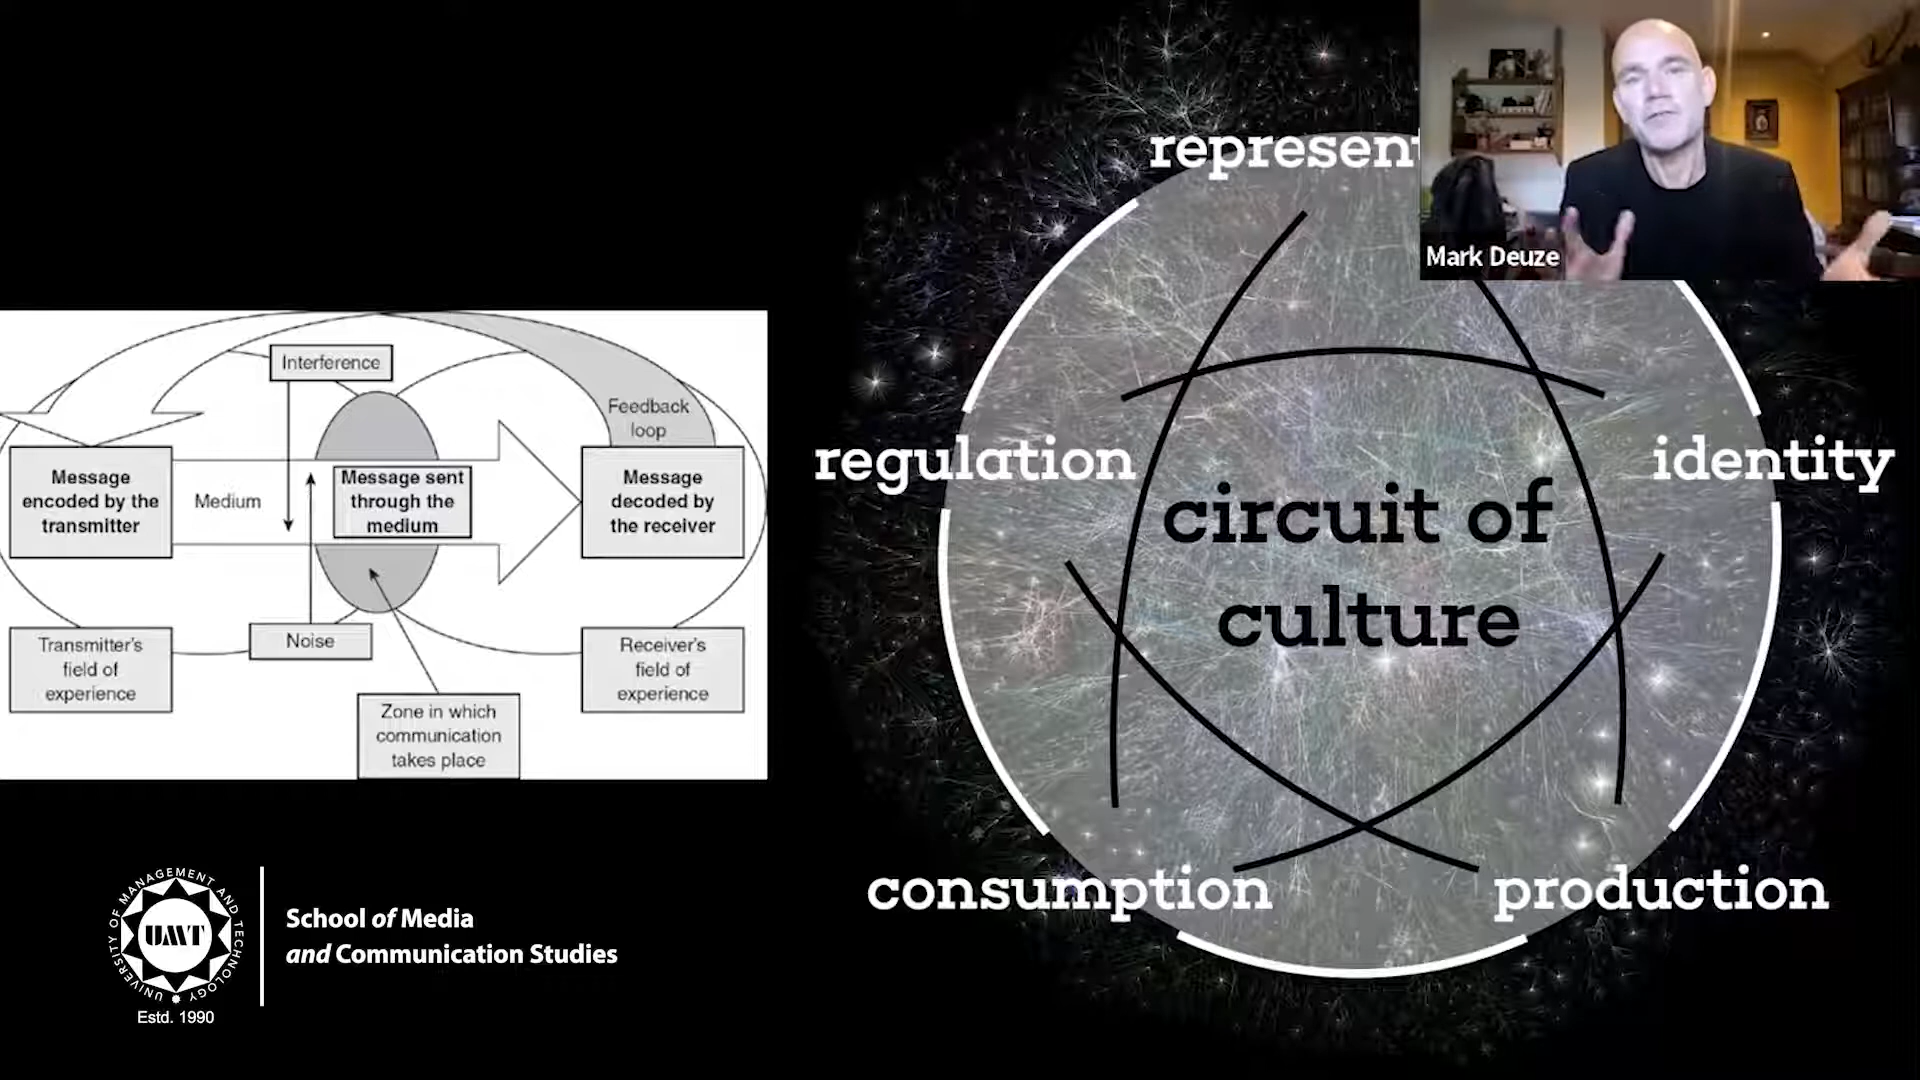 represent
Mark Deuze
Interference
Feedback
loop
Message
encoded by the
transmitter
Medium
Message sent
through the
medium
Message
decoded by
the receiver
Transmitter's
field of
experience
Noise
Receiver's
field of
experience
Zone in which
communication
takes place
regulation
identity
circuit of
culture
consumption
production
UNIVERSITY OF MANAGEMENT AND TECHNOLOGY
UMT
Estd. 1990
School of Media
and Communication Studies